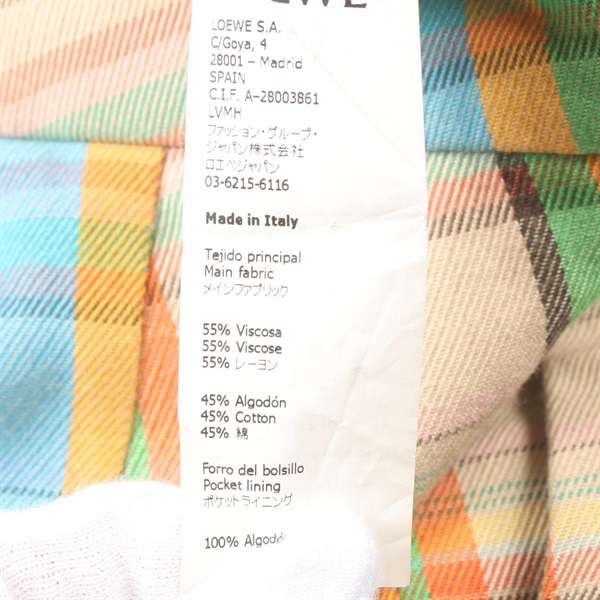 LOEWE S.A.
C/Goya, 4
28001 – Madrid
SPAIN
C.I.F. A–28003861
LVMH
ファッション・グループ・
ジャパン株式会社
ロエベジャパン
03-6215-6116
Made in Italy
Tejido principal
Main fabric
メインファブリック
55% Viscosa
55% Viscose
55% レーヨン
45% Algodón
45% Cotton
45% 綿
Forro del bolsillo
Pocket lining
ポケットライニング
100%